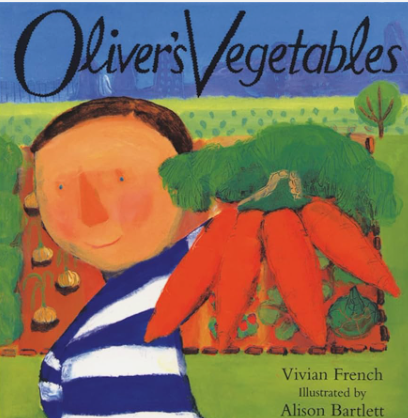 Oliver's Vegetables
Vivian French
Illustrated by
Alison Bartlett